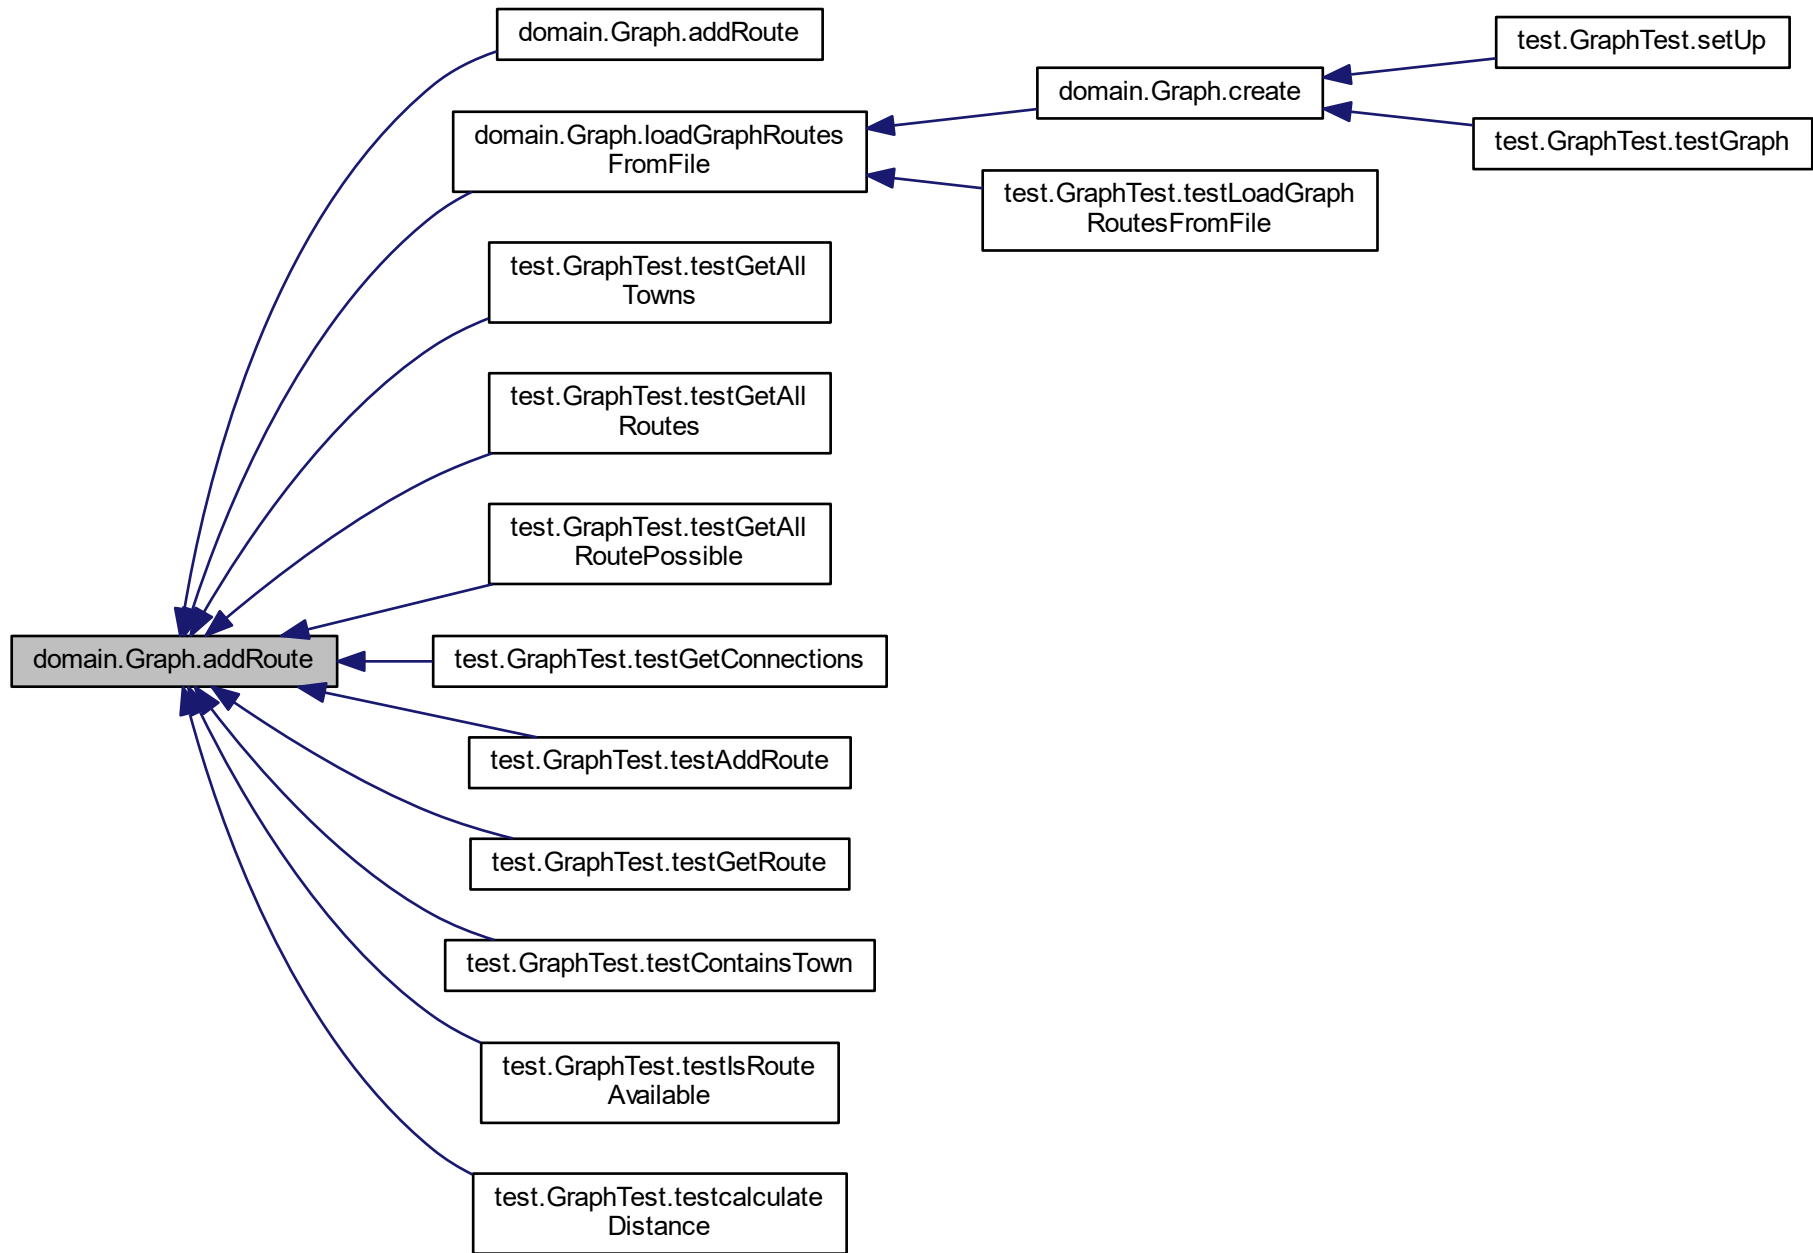 domain.Graph.addRoute
domain.Graph.addRoute
domain.Graph.loadGraphRoutes
FromFile
domain.Graph.create
test.GraphTest.setUp
test.GraphTest.testGraph
test.GraphTest.testLoadGraph
RoutesFromFile
test.GraphTest.testGetAll
Towns
test.GraphTest.testGetAll
Routes
test.GraphTest.testGetAll
RoutePossible
test.GraphTest.testGetConnections
test.GraphTest.testAddRoute
test.GraphTest.testGetRoute
test.GraphTest.testContainsTown
test.GraphTest.testIsRoute
Available
test.GraphTest.testcalculate
Distance